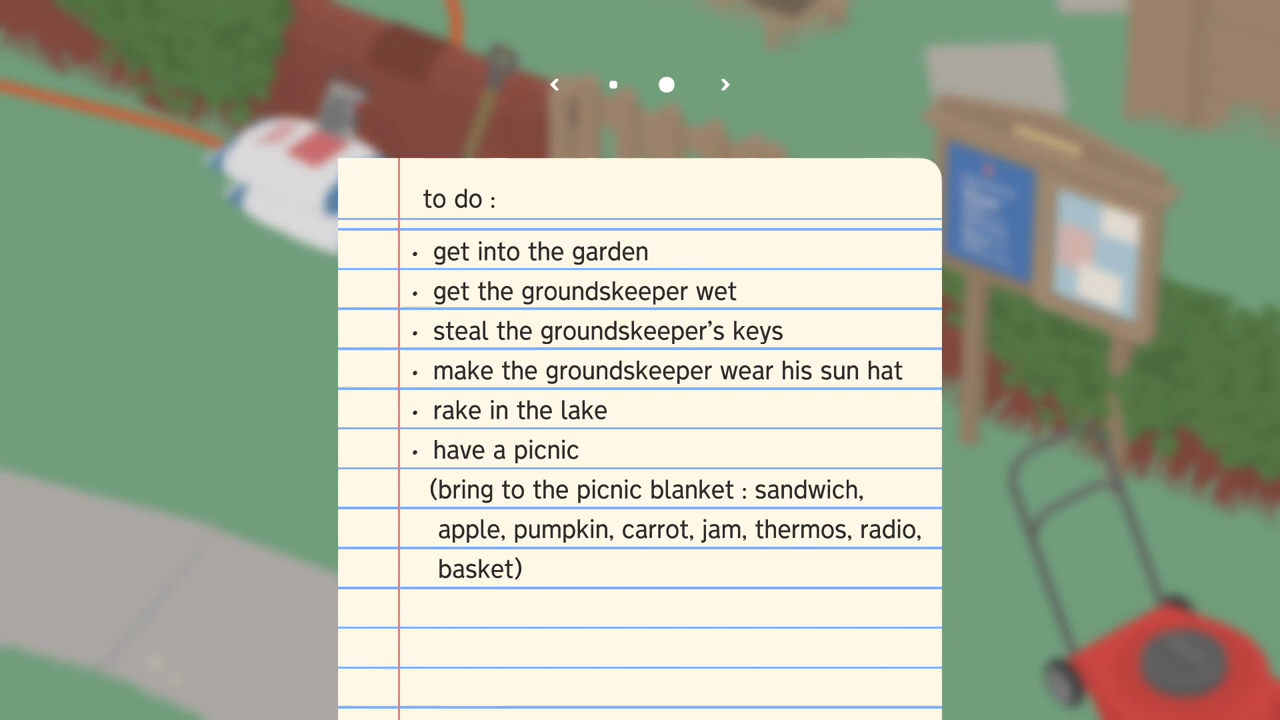 to do :
• get into the garden
• get the groundskeeper wet
• steal the groundskeeper’s keys
• make the groundskeeper wear his sun hat
• rake in the lake
• have a picnic
(bring to the picnic blanket : sandwich,
apple, pumpkin, carrot, jam, thermos, radio,
basket)